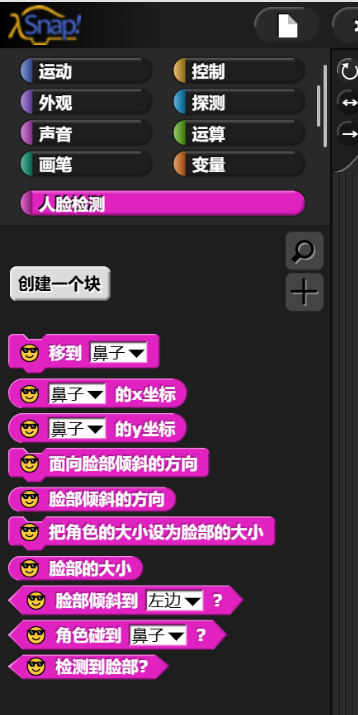 Snap!
运动 控制
外观 探测
声音 运算
画笔 变量
人脸检测
创建一个块
移到 鼻子
鼻子 的x坐标
鼻子 的y坐标
面向脸部倾斜的方向
脸部倾斜的方向
把角色的大小设为脸部的大小
脸部的大小
脸部倾斜到 左边 ?
角色碰到 鼻子 ?
检测到脸部?